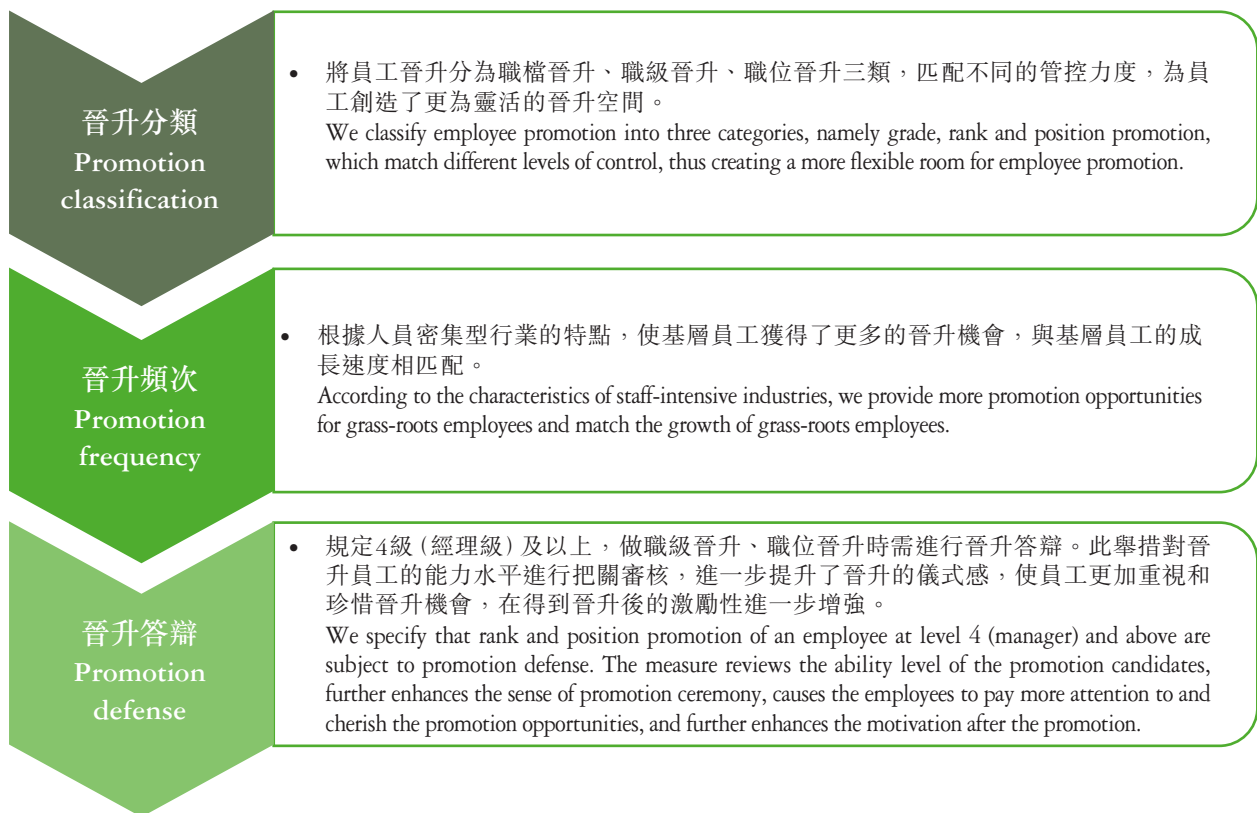 晉升分類
Promotion
classification
• 將員工晉升分為職檔晉升、職級晉升、職位晉升三類，匹配不同的管控力度，為員
工創造了更為靈活的晉升空間。
We classify employee promotion into three categories, namely grade, rank and position promotion,
which match different levels of control, thus creating a more flexible room for employee promotion.
晉升頻次
Promotion
frequency
• 根據人員密集型行業的特點，使基層員工獲得了更多的晉升機會，與基層員工的成
長速度相匹配。
According to the characteristics of staff-intensive industries, we provide more promotion opportunities
for grass-roots employees and match the growth of grass-roots employees.
晉升答辯
Promotion
defense
• 規定4級（經理級）及以上，做職級晉升、職位晉升時需進行晉升答辯。此舉措對晉
升員工的能力水平進行把關審核，進一步提升了晉升的儀式感，使員工更加重視和
珍惜晉升機會，在得到晉升後的激勵性進一步增強。
We specify that rank and position promotion of an employee at level 4 (manager) and above are
subject to promotion defense. The measure reviews the ability level of the promotion candidates,
further enhances the sense of promotion ceremony, causes the employees to pay more attention to and
cherish the promotion opportunities, and further enhances the motivation after the promotion.